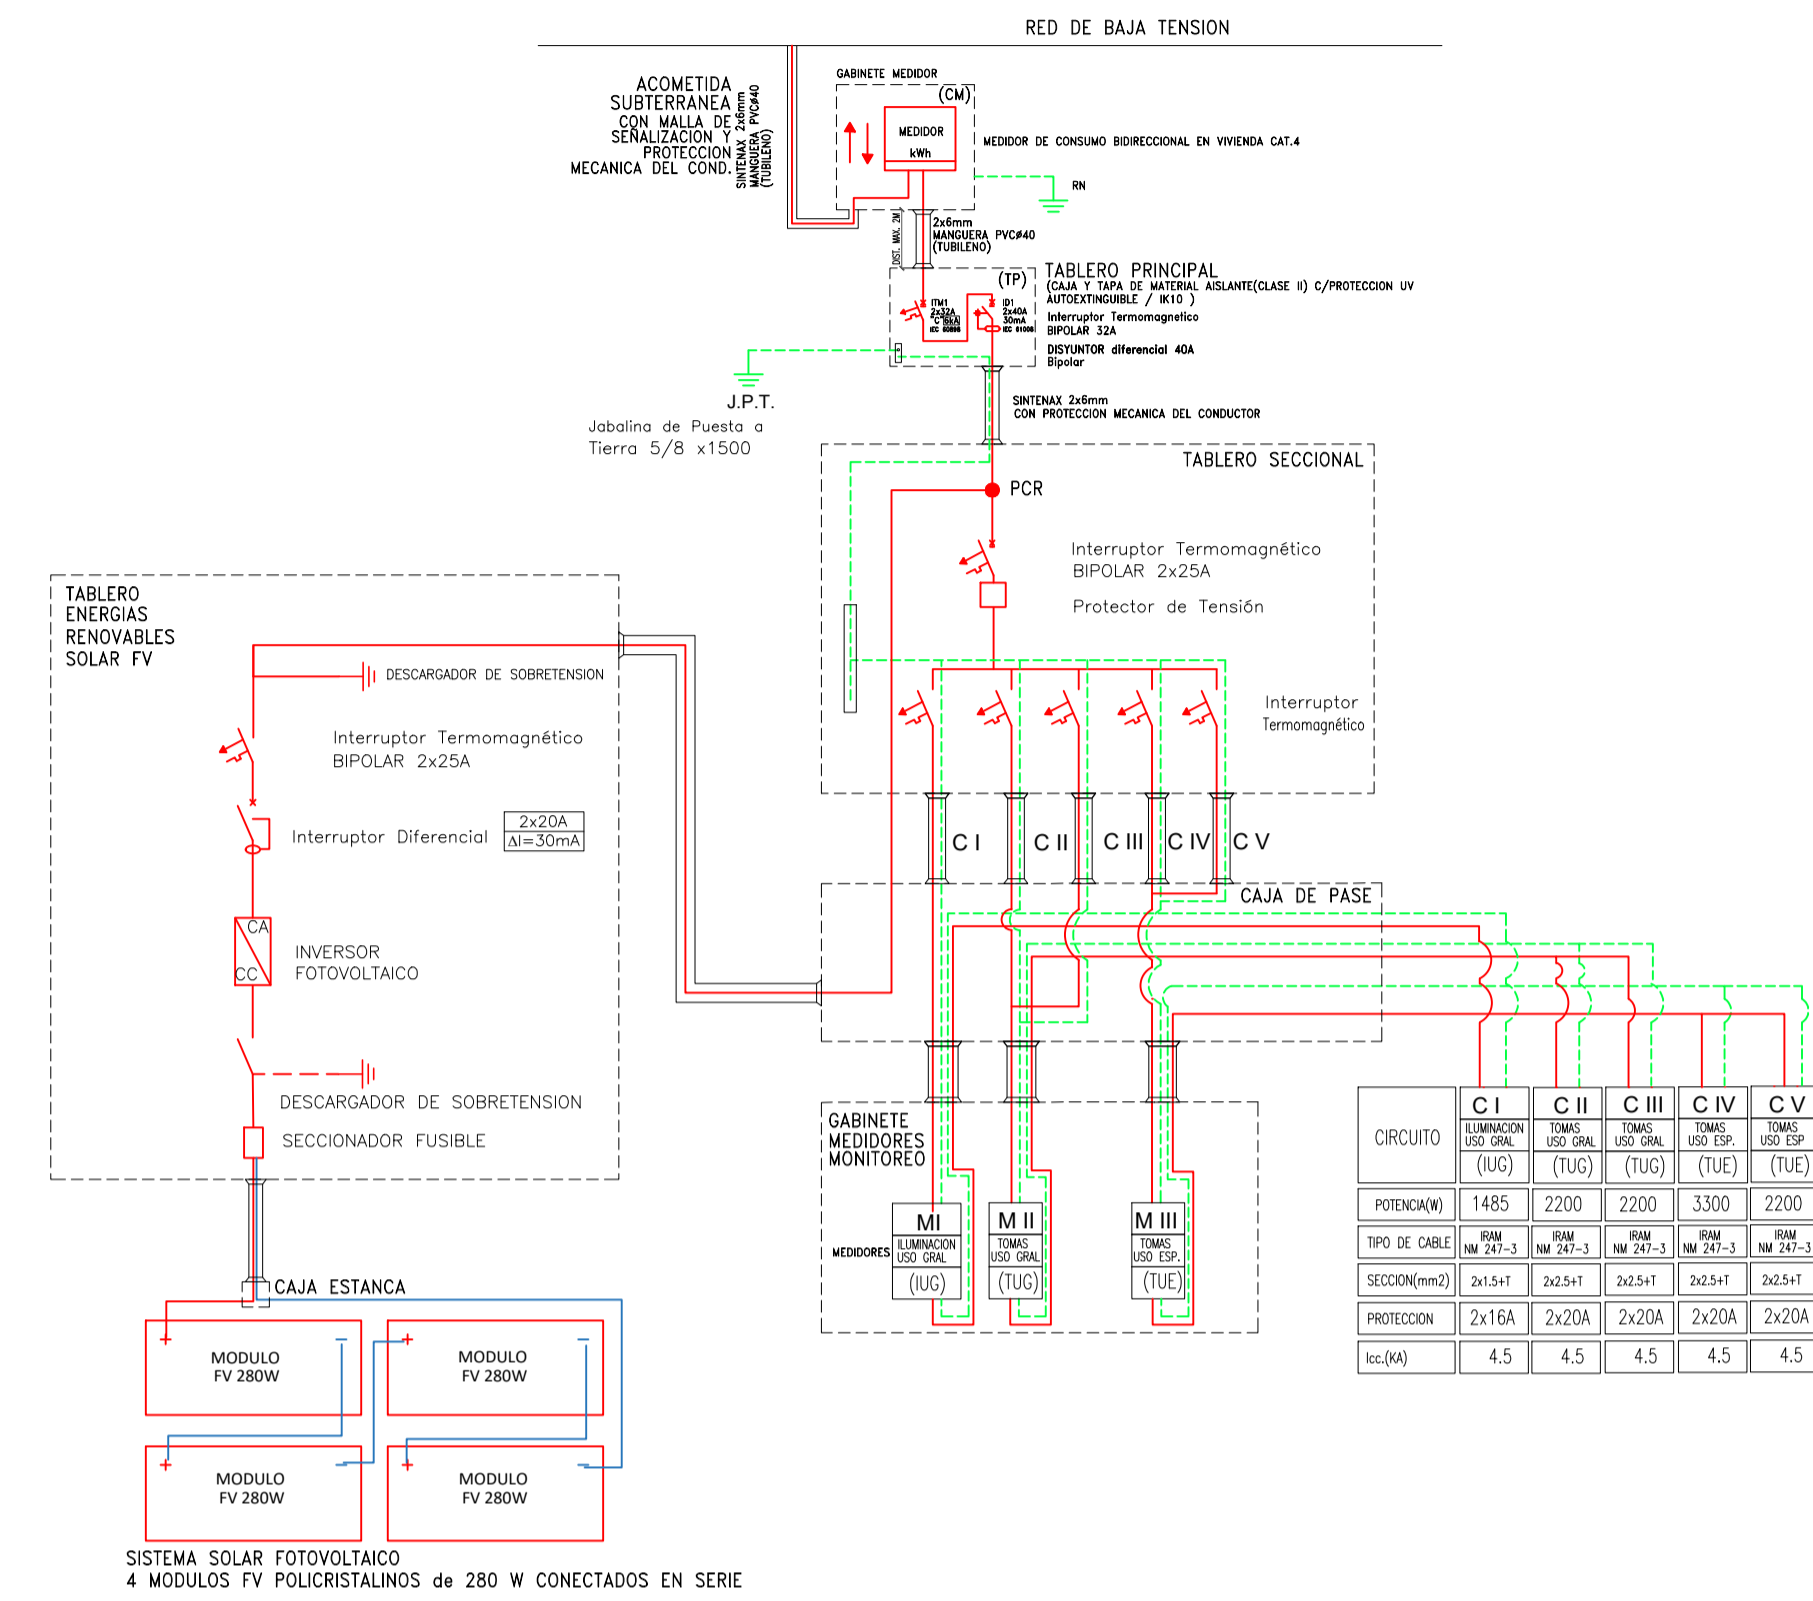 RED DE BAJA TENSION
ACOMETIDA
SUBTERRANEA
CON MALLA DE
SEÑALIZACION Y
PROTECCION
MECANICA DEL COND.
SINTENAX 2x6mm
MANGUERA PVCø40
(TUBILENO)
GABINETE MEDIDOR
(CM)
MEDIDOR
kWh
MEDIDOR DE CONSUMO BIDIRECCIONAL EN VIVIENDA CAT.4
RN
DIST. MAX. 2M
2x6mm
MANGUERA PVCø40
(TUBILENO)
(TP)
ITM1
2x32A
"C" 6kA
IEC 60898
ID1
2x40A
30mA
IEC 61008
TABLERO PRINCIPAL
(CAJA Y TAPA DE MATERIAL AISLANTE(CLASE II) C/PROTECCION UV
AUTOEXTINGUIBLE / IK10 )
Interruptor Termomagnetico
BIPOLAR 32A
DISYUNTOR diferencial 40A
Bipolar
J.P.T.
Jabalina de Puesta a
Tierra 5/8 x1500
SINTENAX 2x6mm
CON PROTECCION MECANICA DEL CONDUCTOR
TABLERO SECCIONAL
PCR
Interruptor Termomagnético
BIPOLAR 2x25A
Protector de Tensión
Interruptor
Termomagnético
TABLERO
ENERGIAS
RENOVABLES
SOLAR FV
DESCARGADOR DE SOBRETENSION
Interruptor Termomagnético
BIPOLAR 2x25A
Interruptor Diferencial
2x20A
ΔI=30mA
CA
CC
INVERSOR
FOTOVOLTAICO
DESCARGADOR DE SOBRETENSION
SECCIONADOR FUSIBLE
C I
C II
C III
C IV
C V
CAJA DE PASE
GABINETE
MEDIDORES
MONITOREO
MEDIDORES
MI
ILUMINACION
USO GRAL
(IUG)
M II
TOMAS
USO GRAL
(TUG)
M III
TOMAS
USO ESP.
(TUE)
CIRCUITO
C I
ILUMINACION
USO GRAL
(IUG)
C II
TOMAS
USO GRAL
(TUG)
C III
TOMAS
USO GRAL
(TUG)
C IV
TOMAS
USO ESP.
(TUE)
C V
TOMAS
USO ESP
(TUE)
POTENCIA(W) 1485 2200 2200 3300 2200
TIPO DE CABLE IRAM NM 247-3 IRAM NM 247-3 IRAM NM 247-3 IRAM NM 247-3 IRAM NM 247-3
SECCION(mm2) 2x1.5+T 2x2.5+T 2x2.5+T 2x2.5+T 2x2.5+T
PROTECCION 2x16A 2x20A 2x20A 2x20A 2x20A
Icc.(KA) 4.5 4.5 4.5 4.5 4.5
CAJA ESTANCA
+ −
MODULO
FV 280W
+ −
MODULO
FV 280W
+ −
MODULO
FV 280W
+ −
MODULO
FV 280W
SISTEMA SOLAR FOTOVOLTAICO
4 MODULOS FV POLICRISTALINOS de 280 W CONECTADOS EN SERIE